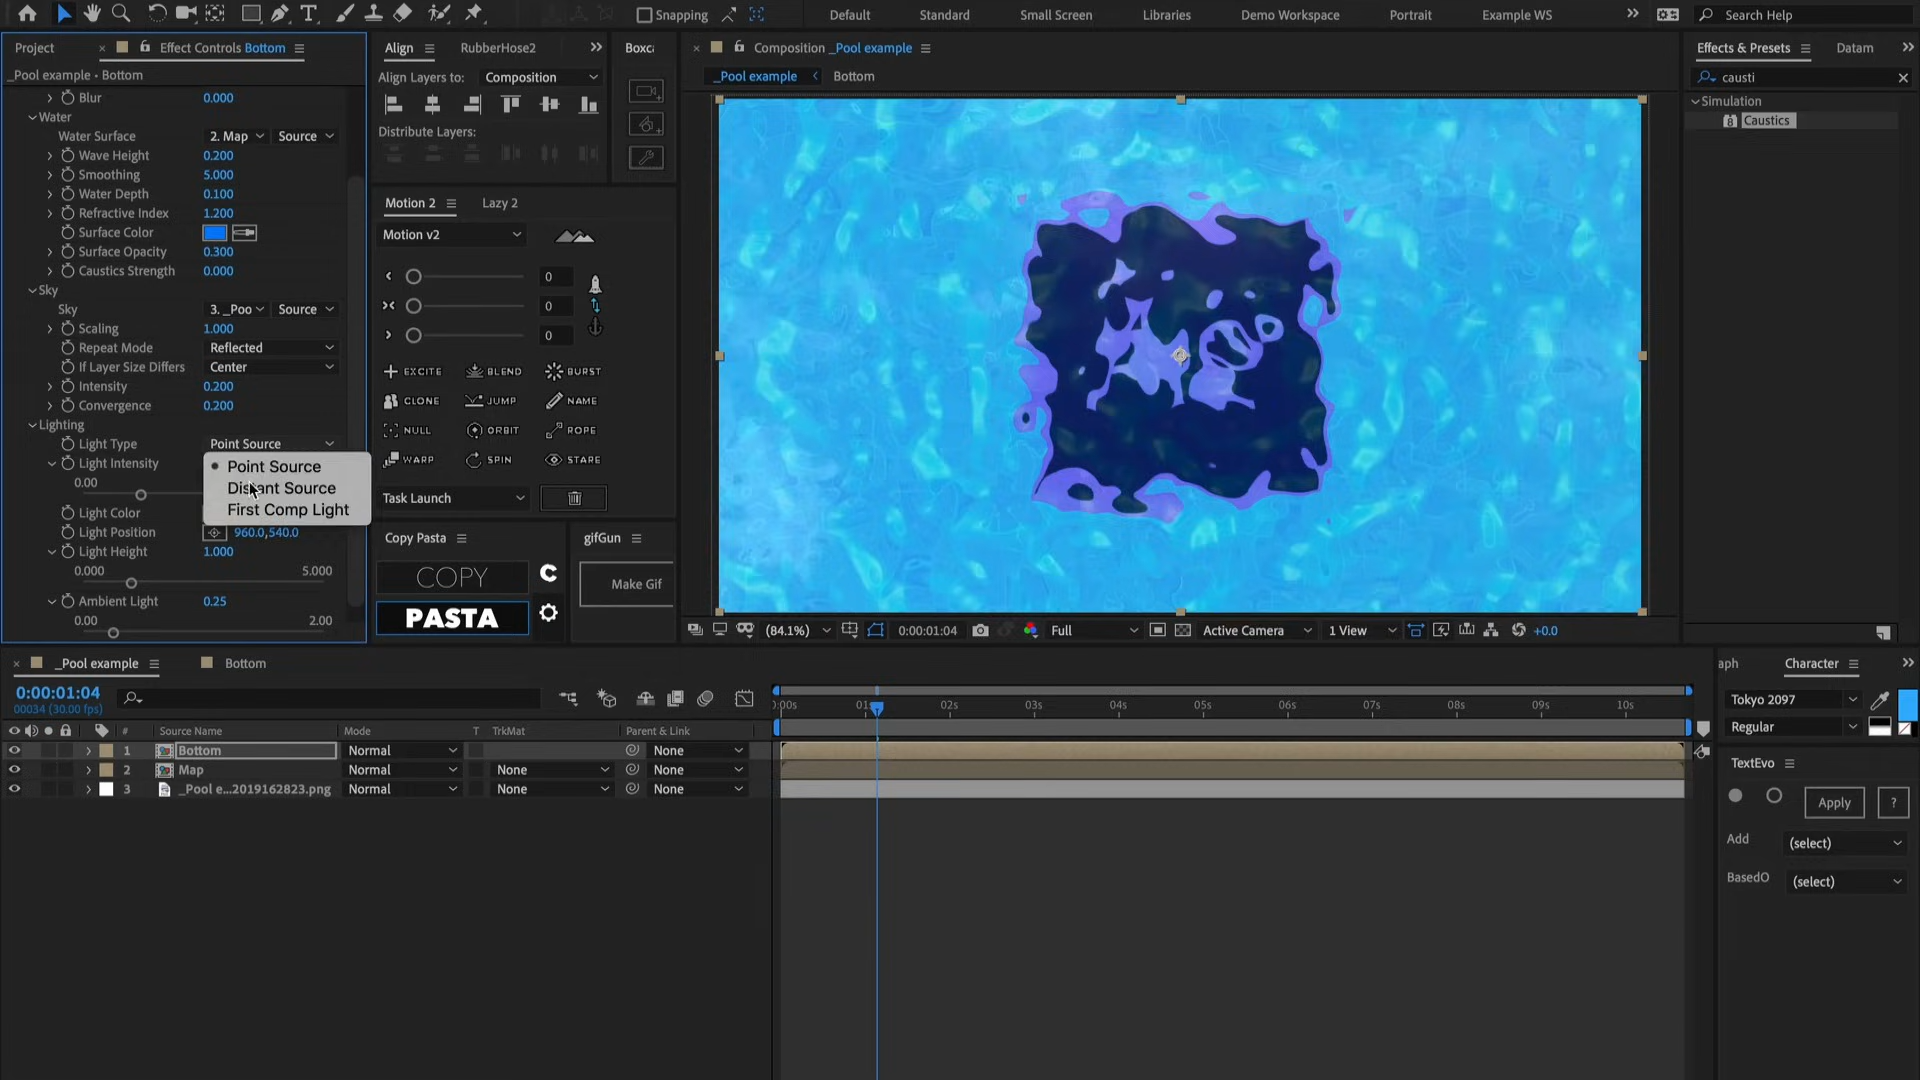 Snapping
Default
Standard
Small Screen
Libraries
Demo Workspace
Portrait
Example WS
Search Help
Project
Effect Controls Bottom
_Pool example • Bottom
Blur 0.000
Water
Water Surface 2. Map Source
Wave Height 0.200
Smoothing 5.000
Water Depth 0.100
Refractive Index 1.200
Surface Color
Surface Opacity 0.300
Caustics Strength 0.000
Sky
Sky 3. _Poo Source
Scaling 1.000
Repeat Mode Reflected
If Layer Size Differs Center
Intensity 0.200
Convergence 0.200
Lighting
Light Type Point Source
Light Intensity
0.00
Point Source
Distant Source
First Comp Light
Light Color
Light Position 960.0,540.0
Light Height 1.000
0.000 5.000
Ambient Light 0.25
0.00 2.00
Align RubberHose2
Align Layers to: Composition
Distribute Layers:
Boxca
Motion 2 Lazy 2
Motion v2
0
0
0
EXCITE BLEND BURST
CLONE JUMP NAME
NULL ORBIT ROPE
WARP SPIN STARE
Task Launch
Copy Pasta
COPY
C
PASTA
gifGun
Make Gif
Composition _Pool example
_Pool example Bottom
(84.1%) 0:00:01:04 Full Active Camera 1 View +0.0
Effects & Presets Datam
causti
Simulation
8 Caustics
_Pool example Bottom
0:00:01:04
00034 (30.00 fps)
# Source Name Mode T TrkMat Parent & Link
1 Bottom Normal None
2 Map Normal None None
3 _Pool e...2019162823.png Normal None None
):00s 01s 02s 03s 04s 05s 06s 07s 08s 09s 10s
aph Character
Tokyo 2097
Regular
TextEvo
Apply ?
Add (select)
BasedO (select)